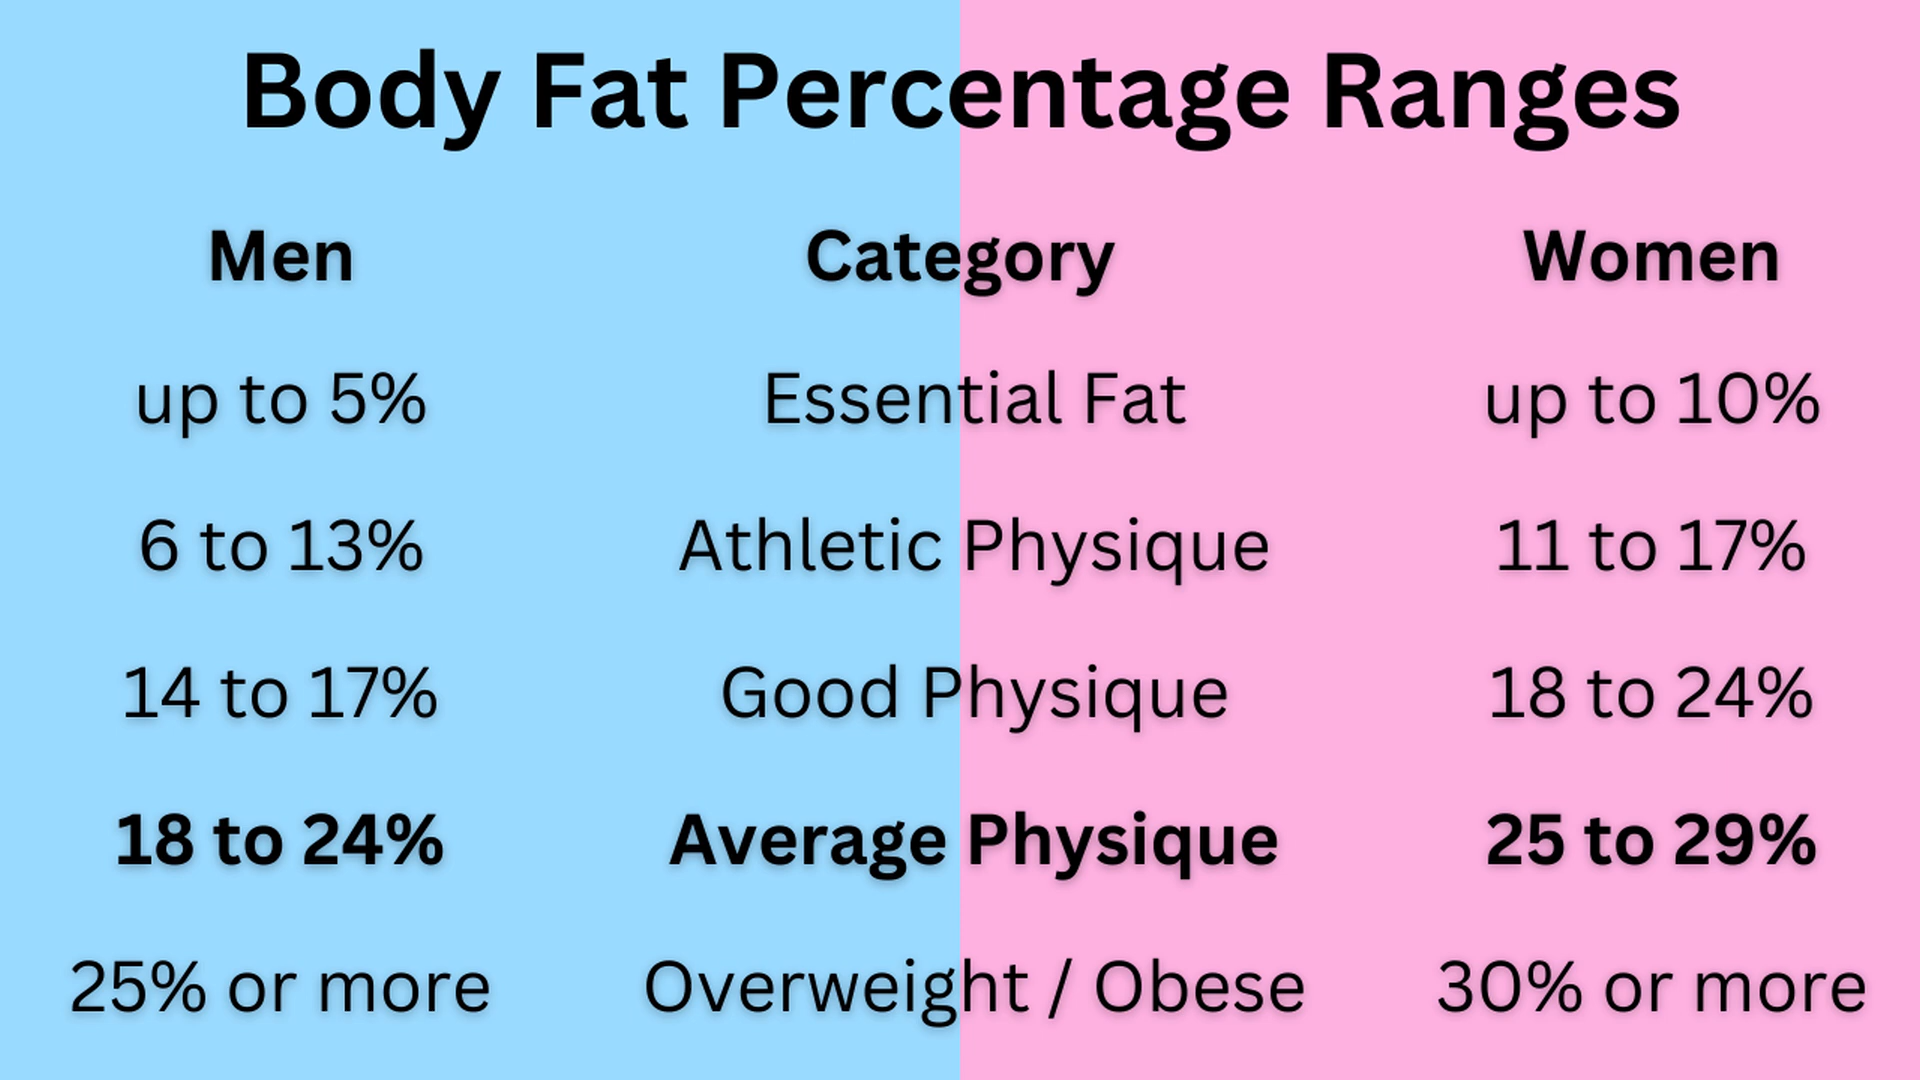 Body Fat Percentage Ranges
Men Category Women
up to 5% Essential Fat up to 10%
6 to 13% Athletic Physique 11 to 17%
14 to 17% Good Physique 18 to 24%
18 to 24% Average Physique 25 to 29%
25% or more Overweight / Obese 30% or more